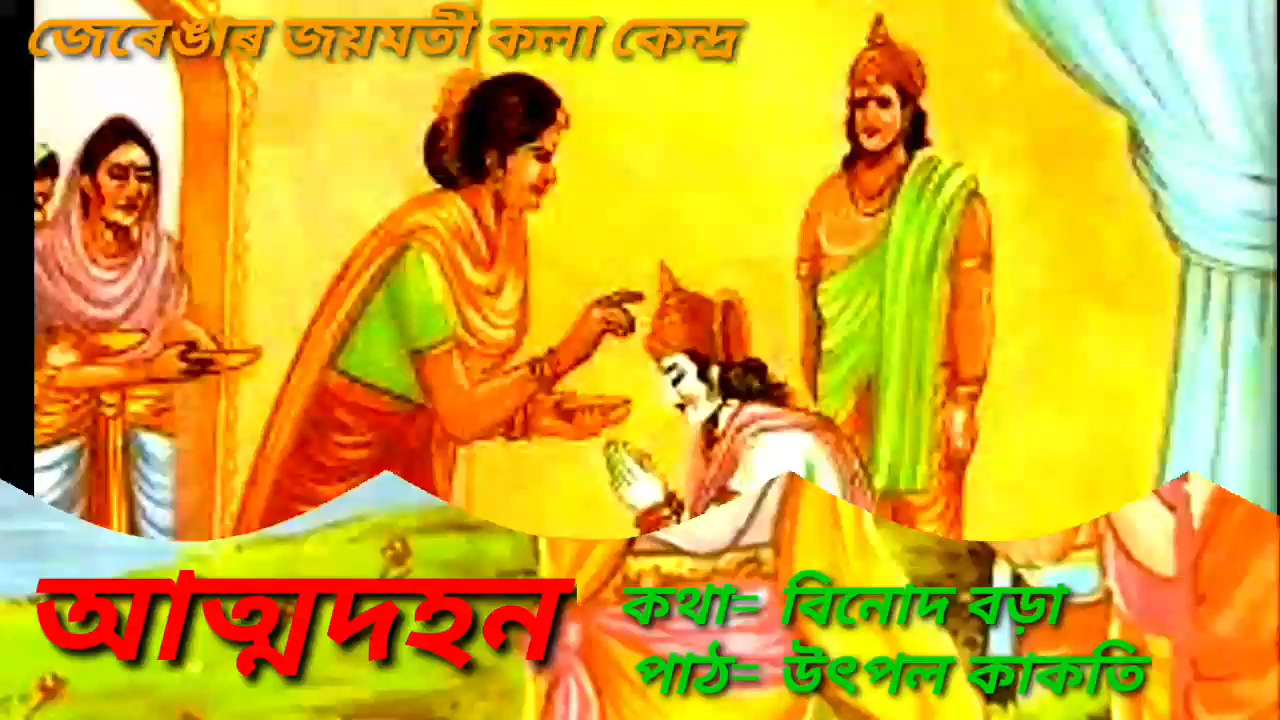 জেৰেঙাৰ জয়মতী কলা কেন্দ্ৰ
আত্মদহন
কথা= বিনোদ বড়া
পাঠ= উৎপল কাকতি